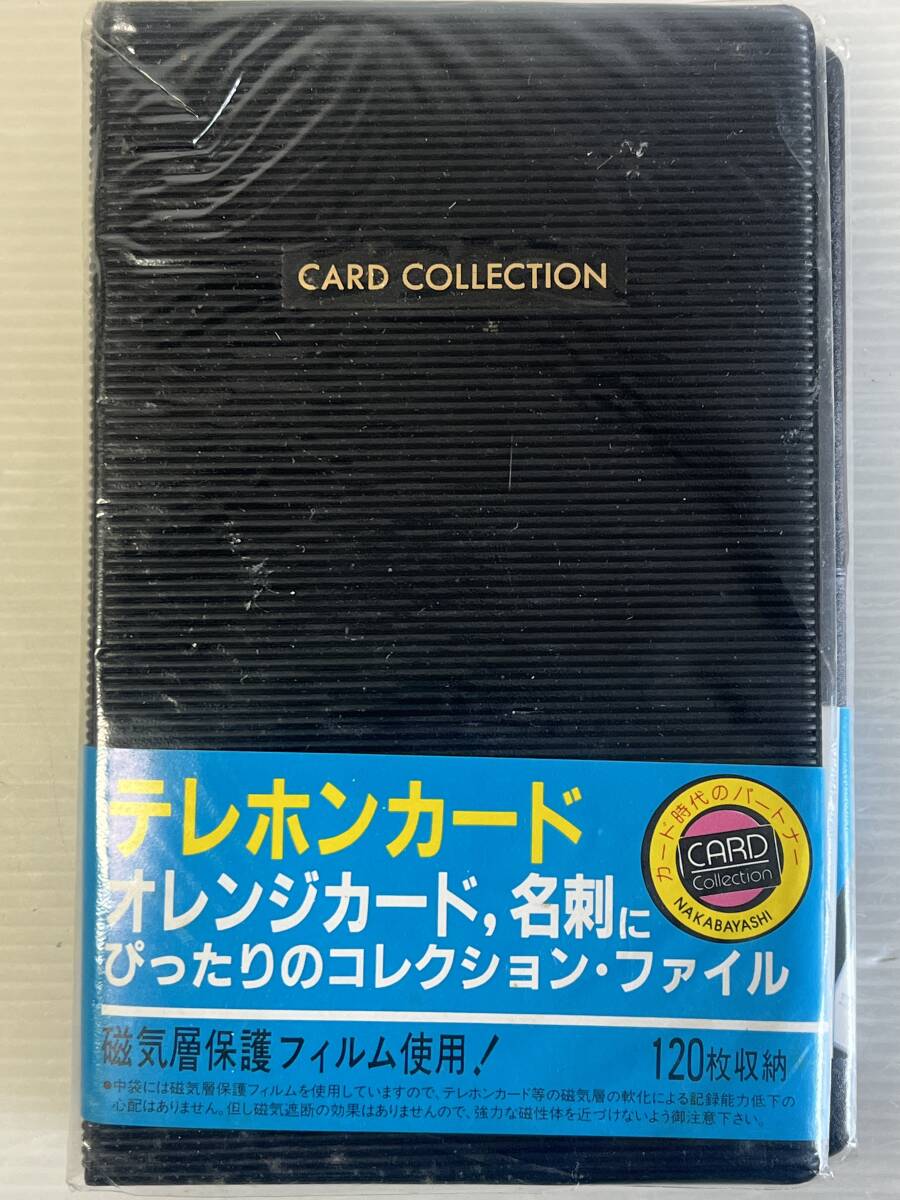 CARD COLLECTION
テレホンカード
オレンジカード,名刺に
ぴったりのコレクション・ファイル
カード時代のパートナー
CARD
Collection
NAKABAYASHI
磁気層保護フィルム使用!
120枚収納
●中袋には磁気層保護フィルムを使用していますので、テレホンカード等の磁気層の軟化による記録能力低下の
心配はありません。但し磁気遮断の効果はありませんので、強力な磁性体を近づけないよう御注意下さい。